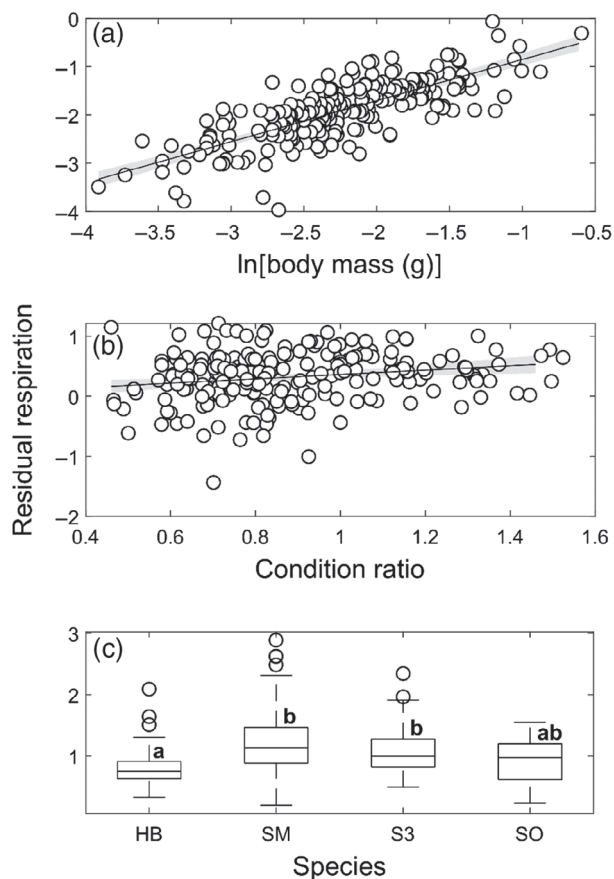 (a)
0
–1
–2
–3
–4
–4 –3.5 –3 –2.5 –2 –1.5 –1 –0.5
ln[body mass (g)]
Residual respiration
(b)
1
0
–1
–2
0.4 0.6 0.8 1 1.2 1.4 1.6
Condition ratio
(c)
3
2
1
a b b ab
HB SM S3 SO
Species